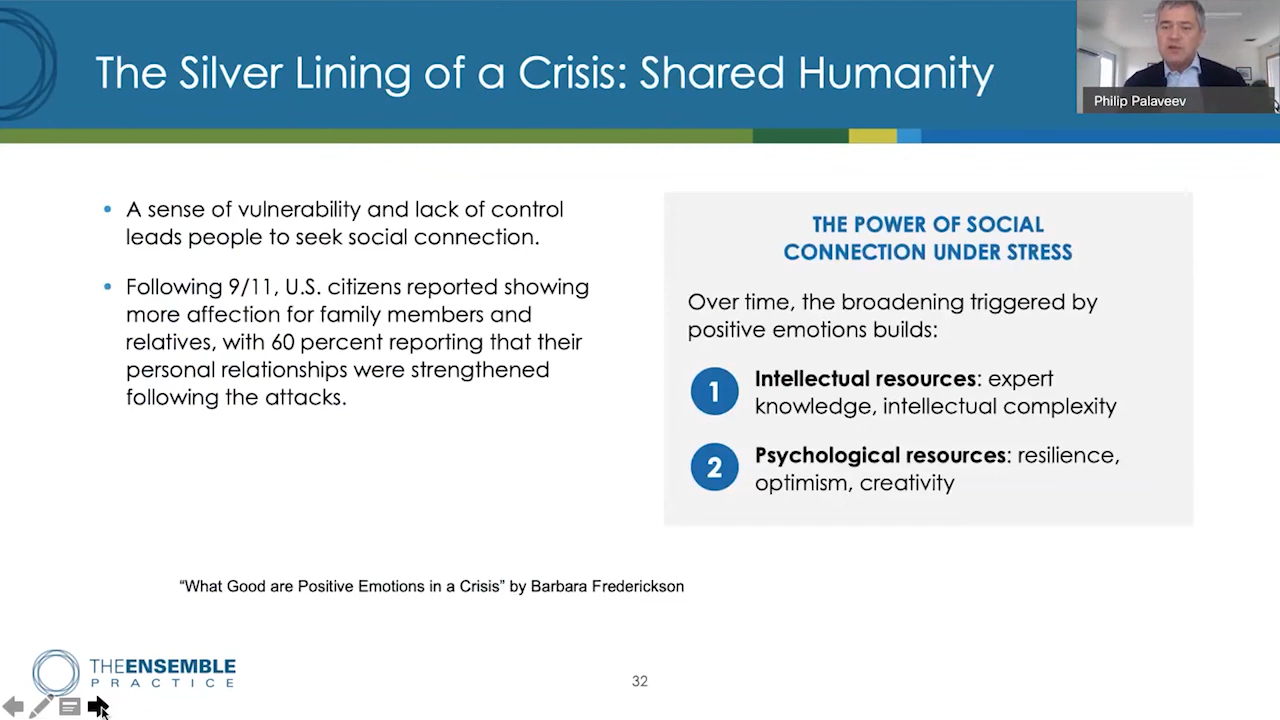 The Silver Lining of a Crisis: Shared Humanity
Philip Palaveev
• A sense of vulnerability and lack of control
leads people to seek social connection.
• Following 9/11, U.S. citizens reported showing
more affection for family members and
relatives, with 60 percent reporting that their
personal relationships were strengthened
following the attacks.
THE POWER OF SOCIAL
CONNECTION UNDER STRESS
Over time, the broadening triggered by
positive emotions builds:
1 Intellectual resources: expert
knowledge, intellectual complexity
2 Psychological resources: resilience,
optimism, creativity
“What Good are Positive Emotions in a Crisis” by Barbara Frederickson
THEENSEMBLE
PRACTICE
32